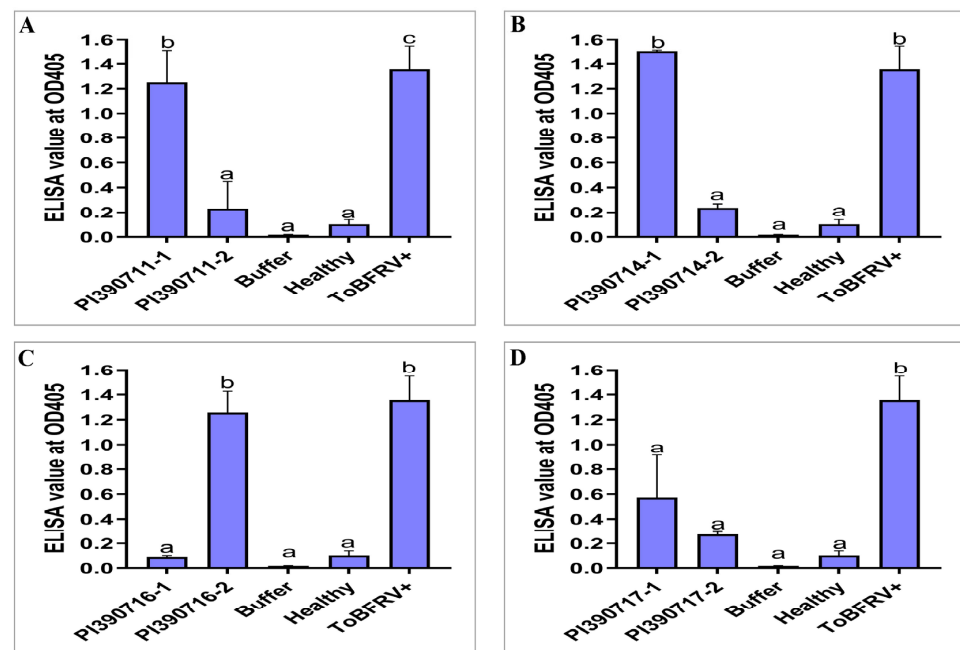 A
ELISA value at OD405
1.6
1.4
1.2
1.0
0.8
0.6
0.4
0.2
0.0
b
a
a
a
c
PI390711-1
PI390711-2
Buffer
Healthy
ToBFRV+
B
ELISA value at OD405
1.6
1.4
1.2
1.0
0.8
0.6
0.4
0.2
0.0
b
a
a
a
b
PI390714-1
PI390714-2
Buffer
Healthy
ToBFRV+
C
ELISA value at OD405
1.6
1.4
1.2
1.0
0.8
0.6
0.4
0.2
0.0
a
b
a
a
b
PI390716-1
PI390716-2
Buffer
Healthy
ToBFRV+
D
ELISA value at OD405
1.6
1.4
1.2
1.0
0.8
0.6
0.4
0.2
0.0
a
a
a
a
b
PI390717-1
PI390717-2
Buffer
Healthy
ToBFRV+